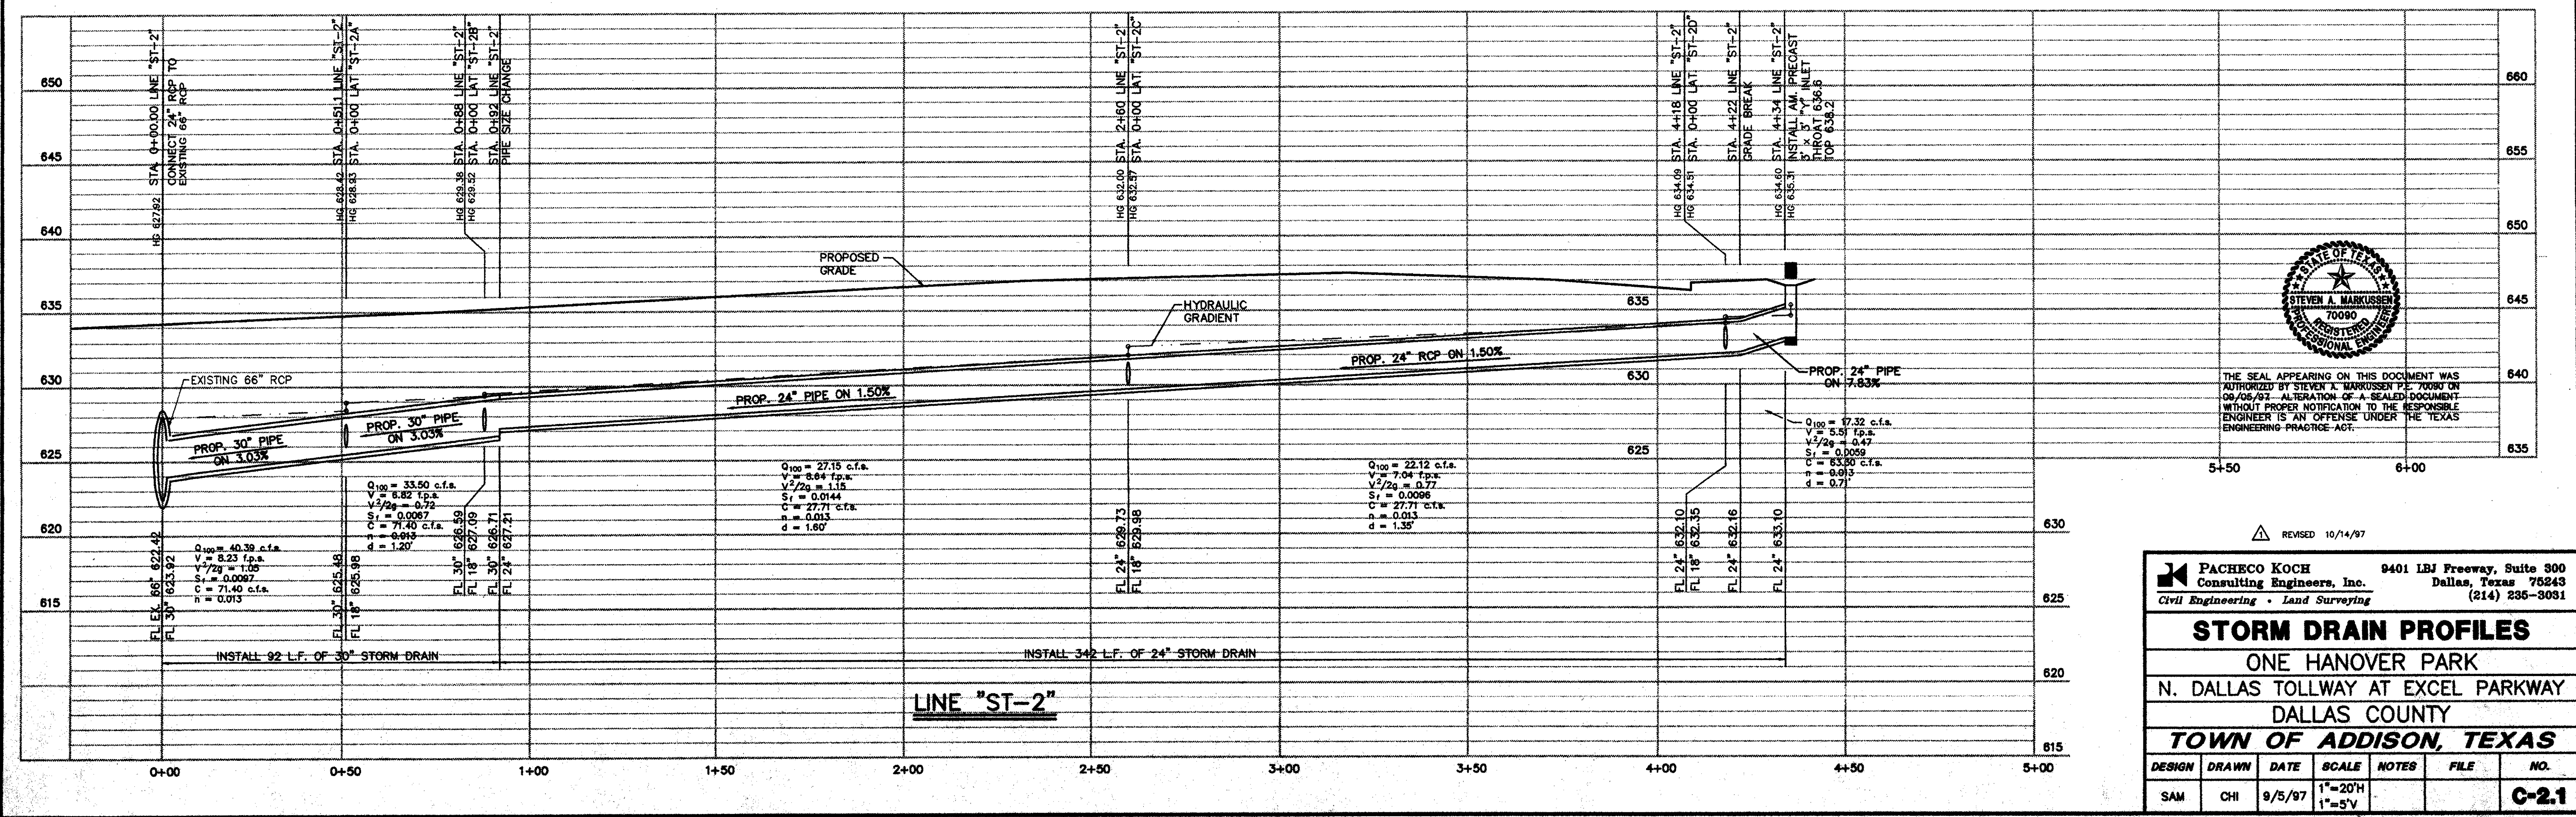 650
645
640
635
630
625
620
615
660
655
650
645
640
635
630
625
620
615
635
630
625
HG 627.92 STA. 0+00.00 LINE "ST-2"
CONNECT 24" RCP TO
EXISTING 66" RCP
HG 628.42 STA. 0+51.1 LINE "ST-2"
HG 628.93 STA. 0+00 LAT "ST-2A"
HG 629.38 STA. 0+88 LINE "ST-2"
HG 629.52 STA. 0+00 LAT "ST-2B"
STA. 0+92 LINE "ST-2"
PIPE SIZE CHANGE
HG 632.00 STA. 2+60 LINE "ST-2"
HG 632.57 STA. 0+00 LAT. "ST-2C"
HG 634.09 STA. 4+18 LINE "ST-2"
HG 634.51 STA. 0+00 LAT. "ST-2D"
STA. 4+22 LINE "ST-2"
GRADE BREAK
HG 634.60 STA. 4+34 LINE "ST-2"
HG 635.31 INSTALL AM. PRECAST
3' x 3' "Y" INLET
THROAT 636.6
TOP 638.2
PROPOSED
GRADE
HYDRAULIC
GRADIENT
EXISTING 66" RCP
PROP. 30" PIPE
ON 3.03%
PROP. 30" PIPE
ON 3.03%
PROP. 24" PIPE ON 1.50%
PROP. 24" RCP ON 1.50%
PROP. 24" PIPE
ON 7.83%
Q100 = 40.39 c.f.s.
V = 8.23 f.p.s.
V²/2g = 1.05
Sf = 0.0097
C = 71.40 c.f.s.
n = 0.013
Q100 = 33.50 c.f.s.
V = 6.82 f.p.s.
V²/2g = 0.72
Sf = 0.0067
C = 71.40 c.f.s.
n = 0.013
d = 1.20'
Q100 = 27.15 c.f.s.
V = 8.64 f.p.s.
V²/2g = 1.15
Sf = 0.0144
C = 27.71 c.f.s.
n = 0.013
d = 1.60'
Q100 = 22.12 c.f.s.
V = 7.04 f.p.s.
V²/2g = 0.77
Sf = 0.0096
C = 27.71 c.f.s.
n = 0.013
d = 1.35'
Q100 = 17.32 c.f.s.
V = 5.51 f.p.s.
V²/2g = 0.47
Sf = 0.0059
C = 63.30 c.f.s.
n = 0.013
d = 0.71'
FL EX. 66" 622.42
FL 30" 623.92
FL 30" 625.48
FL 18" 625.98
FL 30" 626.59
FL 18" 627.09
FL 30" 626.71
FL 24" 627.21
FL 24" 629.73
FL 18" 629.98
FL 24" 632.10
FL 18" 632.35
FL 24" 632.16
FL 24" 633.10
INSTALL 92 L.F. OF 30" STORM DRAIN
INSTALL 342 L.F. OF 24" STORM DRAIN
LINE "ST-2"
0+00
0+50
1+00
1+50
2+00
2+50
3+00
3+50
4+00
4+50
5+00
5+50
6+00
STATE OF TEXAS
STEVEN A. MARKUSSEN
70090
REGISTERED
PROFESSIONAL ENGINEER
THE SEAL APPEARING ON THIS DOCUMENT WAS
AUTHORIZED BY STEVEN A. MARKUSSEN P.E. 70090 ON
09/05/97. ALTERATION OF A SEALED DOCUMENT
WITHOUT PROPER NOTIFICATION TO THE RESPONSIBLE
ENGINEER IS AN OFFENSE UNDER THE TEXAS
ENGINEERING PRACTICE ACT.
1 REVISED 10/14/97
PACHECO KOCH
Consulting Engineers, Inc.
Civil Engineering • Land Surveying
9401 LBJ Freeway, Suite 300
Dallas, Texas 75243
(214) 235-3031
STORM DRAIN PROFILES
ONE HANOVER PARK
N. DALLAS TOLLWAY AT EXCEL PARKWAY
DALLAS COUNTY
TOWN OF ADDISON, TEXAS
DESIGN DRAWN DATE SCALE NOTES FILE NO.
SAM CHI 9/5/97 1"=20'H
1"=5'V
C-2.1